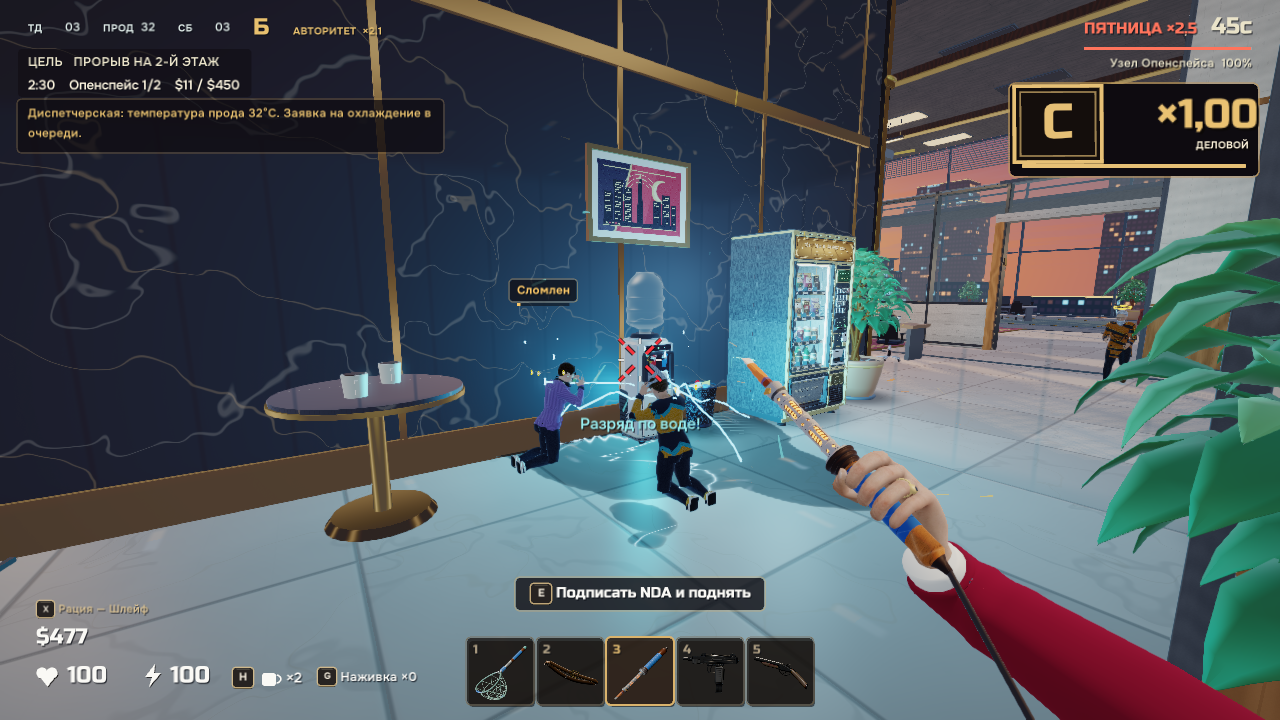 ТД 03 ПРОД 32 СБ 03 Б АВТОРИТЕТ ×2,1
ЦЕЛЬ ПРОРЫВ НА 2-Й ЭТАЖ
2:30 Опенспейс 1/2 $11 / $450
Диспетчерская: температура прода 32°C. Заявка на охлаждение в
очереди.
ПЯТНИЦА ×2,5 45с
Узел Опенспейса 100%
С ×1,00
ДЕЛОВОЙ
Сломлен
Разряд по воде!
E Подписать NDA и поднять
X Рация — Шлейф
$477
100 100 H ×2 G Наживка ×0
1 2 3 4 5